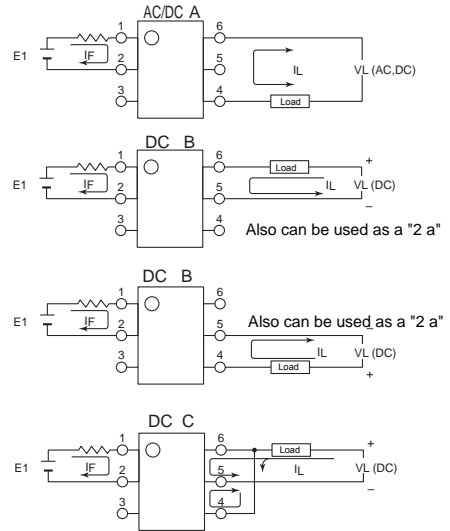 AC/DC A
E1 IF 1 2 3 6 5 4 IL Load VL (AC,DC)
DC B
E1 IF 1 2 3 6 5 4 Load IL + VL (DC) –
Also can be used as a "2 a"
DC B
E1 IF 1 2 3 6 5 4 Also can be used as a "2 a"
– IL VL (DC) Load +
DC C
E1 IF 1 2 3 6 5 4 Load IL + VL (DC) –